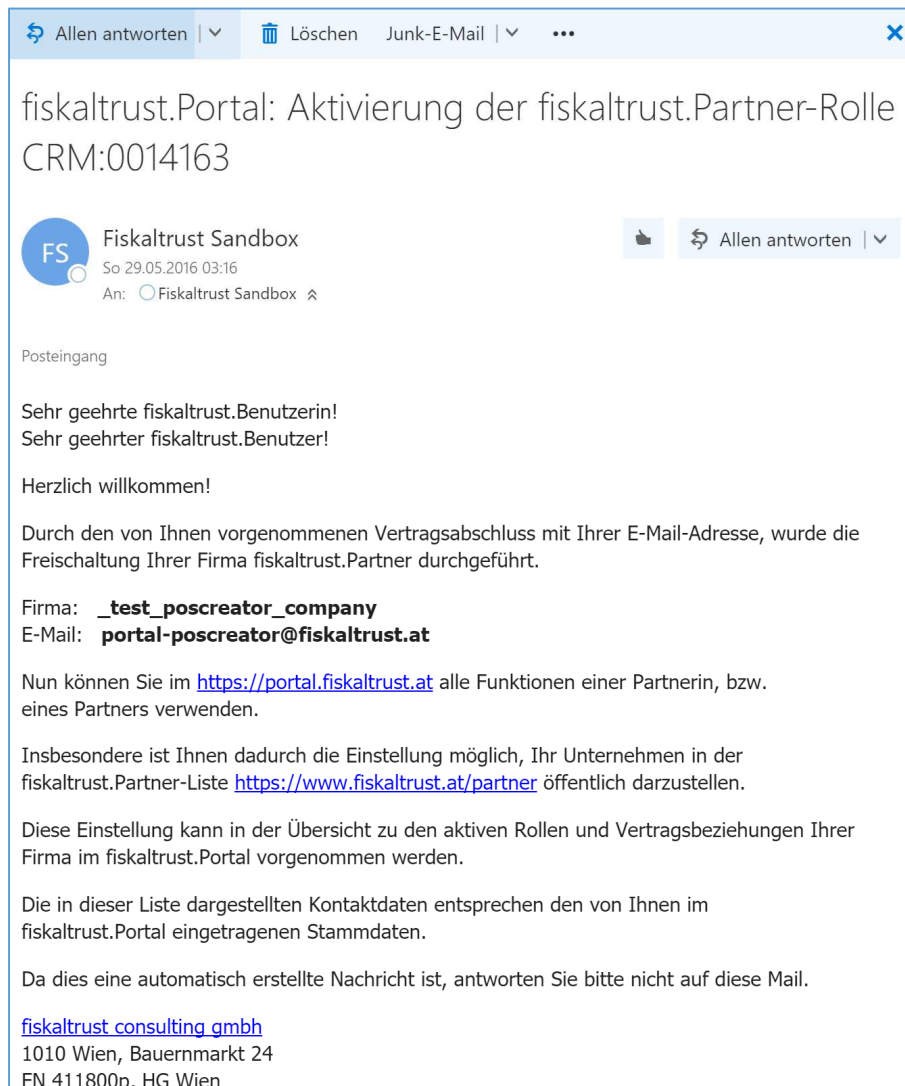 Allen antworten | Löschen Junk-E-Mail | •••
fiskaltrust.Portal: Aktivierung der fiskaltrust.Partner-Rolle
CRM:0014163
FS
Fiskaltrust Sandbox
So 29.05.2016 03:16
An: Fiskaltrust Sandbox
Allen antworten |
Posteingang
Sehr geehrte fiskaltrust.Benutzerin!
Sehr geehrter fiskaltrust.Benutzer!
Herzlich willkommen!
Durch den von Ihnen vorgenommenen Vertragsabschluss mit Ihrer E-Mail-Adresse, wurde die
Freischaltung Ihrer Firma fiskaltrust.Partner durchgeführt.
Firma: _test_poscreator_company
E-Mail: portal-poscreator@fiskaltrust.at
Nun können Sie im https://portal.fiskaltrust.at alle Funktionen einer Partnerin, bzw.
eines Partners verwenden.
Insbesondere ist Ihnen dadurch die Einstellung möglich, Ihr Unternehmen in der
fiskaltrust.Partner-Liste https://www.fiskaltrust.at/partner öffentlich darzustellen.
Diese Einstellung kann in der Übersicht zu den aktiven Rollen und Vertragsbeziehungen Ihrer
Firma im fiskaltrust.Portal vorgenommen werden.
Die in dieser Liste dargestellten Kontaktdaten entsprechen den von Ihnen im
fiskaltrust.Portal eingetragenen Stammdaten.
Da dies eine automatisch erstellte Nachricht ist, antworten Sie bitte nicht auf diese Mail.
fiskaltrust consulting gmbh
1010 Wien, Bauernmarkt 24
FN 411800p, HG Wien